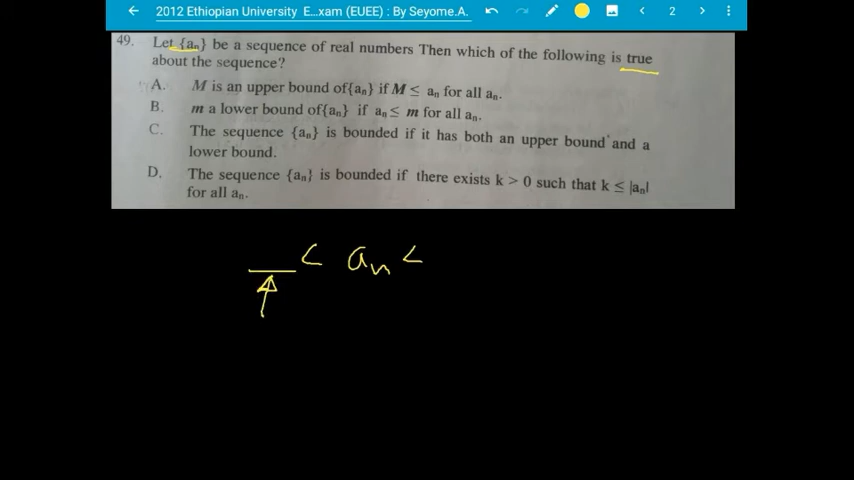 2012 Ethiopian University E...xam (EUEE) : By Seyome.A.
2
49. Let {aₙ} be a sequence of real numbers Then which of the following is true
about the sequence?
A. M is an upper bound of{aₙ} if M ≤ aₙ for all aₙ.
B. m a lower bound of{aₙ} if aₙ ≤ m for all aₙ.
C. The sequence {aₙ} is bounded if it has both an upper bound and a
lower bound.
D. The sequence {aₙ} is bounded if there exists k > 0 such that k ≤ |aₙ|
for all aₙ.
< aₙ <